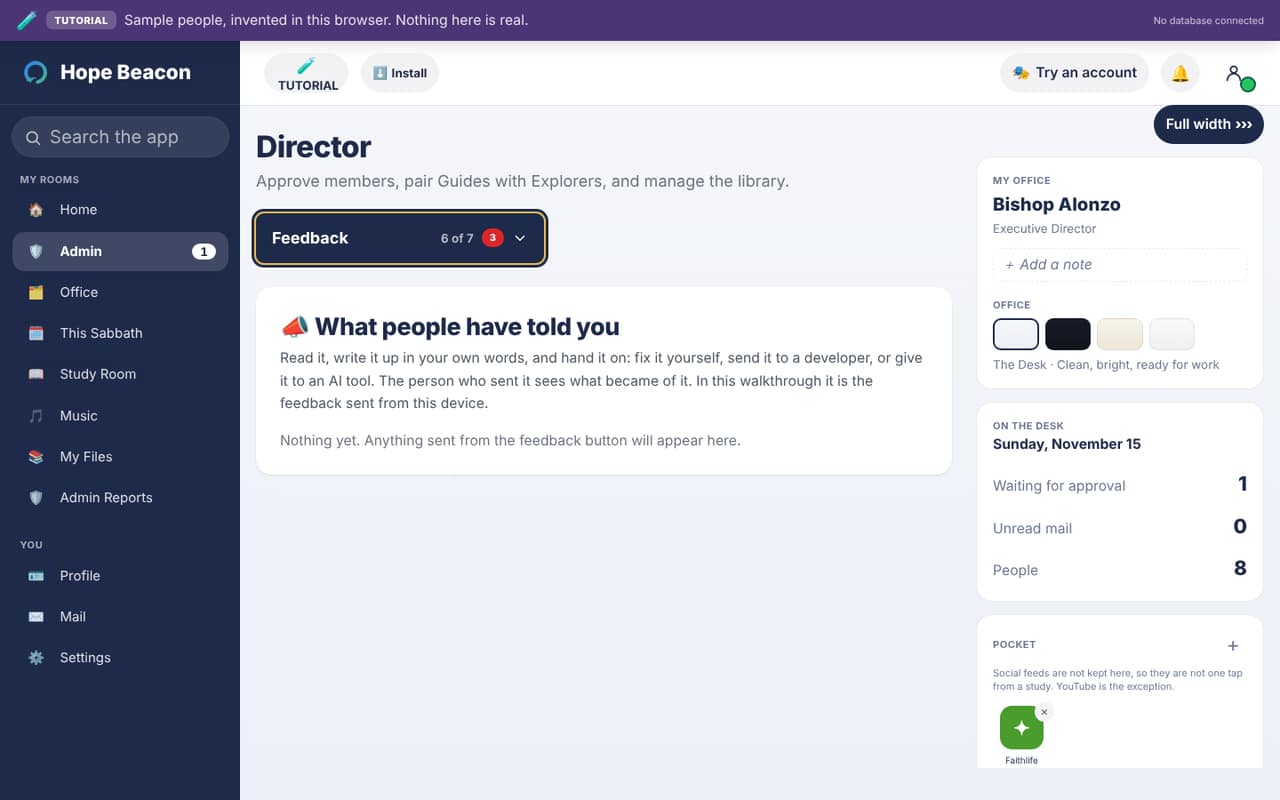 TUTORIAL Sample people, invented in this browser. Nothing here is real. No database connected
Hope Beacon
Search the app
MY ROOMS
Home
Admin 1
Office
This Sabbath
Study Room
Music
My Files
Admin Reports
YOU
Profile
Mail
Settings
TUTORIAL
Install
Try an account
Full width »»
Director
Approve members, pair Guides with Explorers, and manage the library.
Feedback 6 of 7 3
What people have told you
Read it, write it up in your own words, and hand it on: fix it yourself, send it to a developer, or give
it to an AI tool. The person who sent it sees what became of it. In this walkthrough it is the
feedback sent from this device.
Nothing yet. Anything sent from the feedback button will appear here.
MY OFFICE
Bishop Alonzo
Executive Director
+ Add a note
OFFICE
The Desk · Clean, bright, ready for work
ON THE DESK
Sunday, November 15
Waiting for approval 1
Unread mail 0
People 8
POCKET +
Social feeds are not kept here, so they are not one tap
from a study. YouTube is the exception.
×
Faithlife